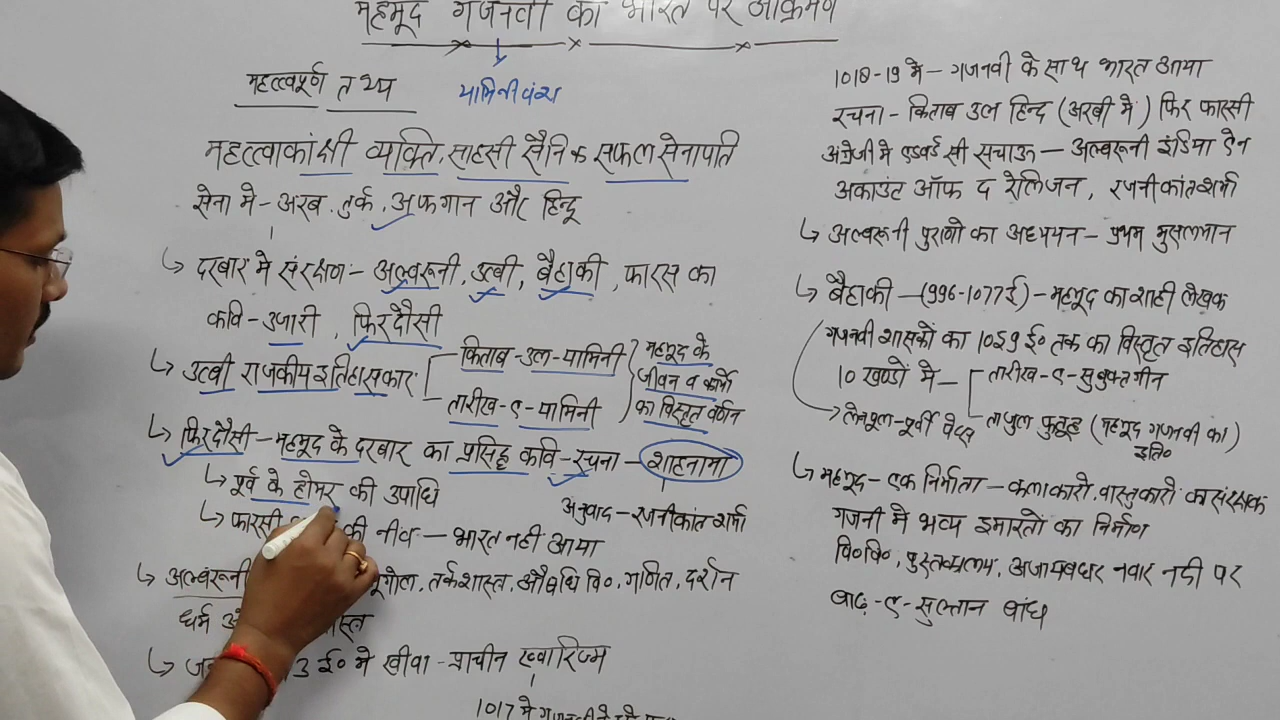 महमूद गजनवी का भारत पर आक्रमण
यामिनी वंश
महत्वपूर्ण तथ्य
महत्त्वाकांक्षी व्यक्ति, साहसी सैनिक सफल सेनापति
सेना मे - अरब, तुर्क, अफगान और हिन्दू
दरबार मे संरक्षण - अल्बरूनी, उत्बी, बैहाकी, फारस का
कवि - उजारी, फिरदौसी
उत्बी राजकीय इतिहासकार
किताब-उल-यामिनी
तारीख-ए-यामिनी
महमूद के
जीवन व कार्यो
का विस्तृत वर्णन
फिरदौसी - महमूद के दरबार का प्रसिद्ध कवि - रचना - शाहनामा
पूर्व के होमर की उपाधि
अनुवाद - रजनीकांत शर्मा
फारसी की नींव - भारत नही आया
अल्बरूनी भूगोल, तर्कशास्त्र, औषधि वि०, गणित, दर्शन
धर्म
3 ई० मे खीवा - प्राचीन ख्वारिज्म
1017 मे
1018-19 मे - गजनवी के साथ भारत आया
रचना - किताब उल हिन्द (अरबी मे) फिर फारसी
अंग्रेजी मे एडवर्ड सी सचाऊ - अल्बरूनी इंडिया ऐन
अकाउंट ऑफ द रेलिजन, रजनीकांत शर्मा
अल्बरूनी पुराणो का अध्ययन - प्रथम मुसलमान
बैहाकी - (996-1077ई) - महमूद का शाही लेखक
गजनवी शासकों का 1059 ई० तक का विस्तृत इतिहास
10 खण्डों मे - तारीख-ए-सुबुक्तगीन
लेनपूल - पूर्वी पेप्स ताजुल फुतूह (महमूद गजनवी का)
इति०
महमूद - एक निर्माता - कलाकारो, वास्तुकारो का संरक्षक
गजनी मे भव्य इमारतों का निर्माण
वि०वि०, पुस्तकालय, अजायबघर नवार नदी पर
बाढ़-ए-सुल्तान बांध